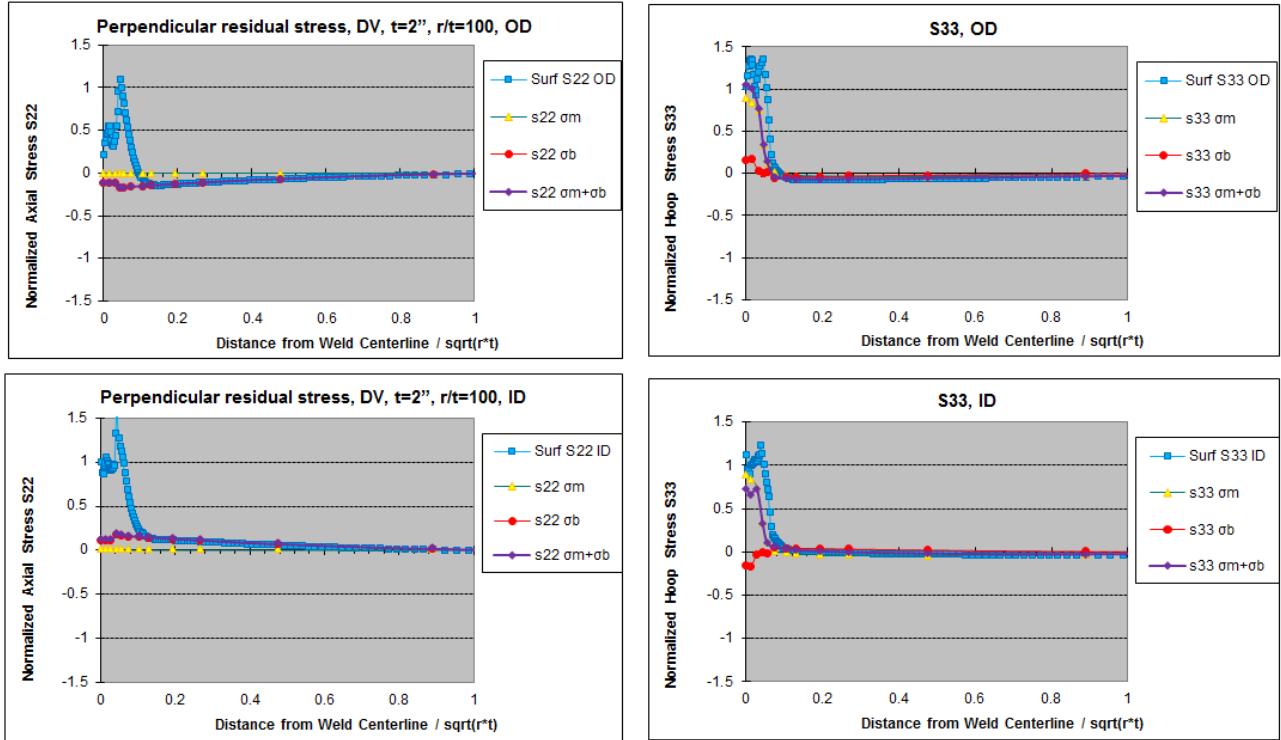 Perpendicular residual stress, DV, t=2”, r/t=100, OD
Normalized Axial Stress S22
1.5
1
0.5
0
-0.5
-1
-1.5
0
0.2
0.4
0.6
0.8
1
Distance from Weld Centerline / sqrt(r*t)
Surf S22 OD
s22 σm
s22 σb
s22 σm+σb
S33, OD
Normalized Hoop Stress S33
1.5
1
0.5
0
-0.5
-1
-1.5
0
0.2
0.4
0.6
0.8
1
Distance from Weld Centerline / sqrt(r*t)
Surf S33 OD
s33 σm
s33 σb
s33 σm+σb
Perpendicular residual stress, DV, t=2”, r/t=100, ID
Normalized Axial Stress S22
1.5
1
0.5
0
-0.5
-1
-1.5
0
0.2
0.4
0.6
0.8
1
Distance from Weld Centerline / sqrt(r*t)
Surf S22 ID
s22 σm
s22 σb
s22 σm+σb
S33, ID
Normalized Hoop Stress S33
1.5
1
0.5
0
-0.5
-1
-1.5
0
0.2
0.4
0.6
0.8
1
Distance from Weld Centerline / sqrt(r*t)
Surf S33 ID
s33 σm
s33 σb
s33 σm+σb